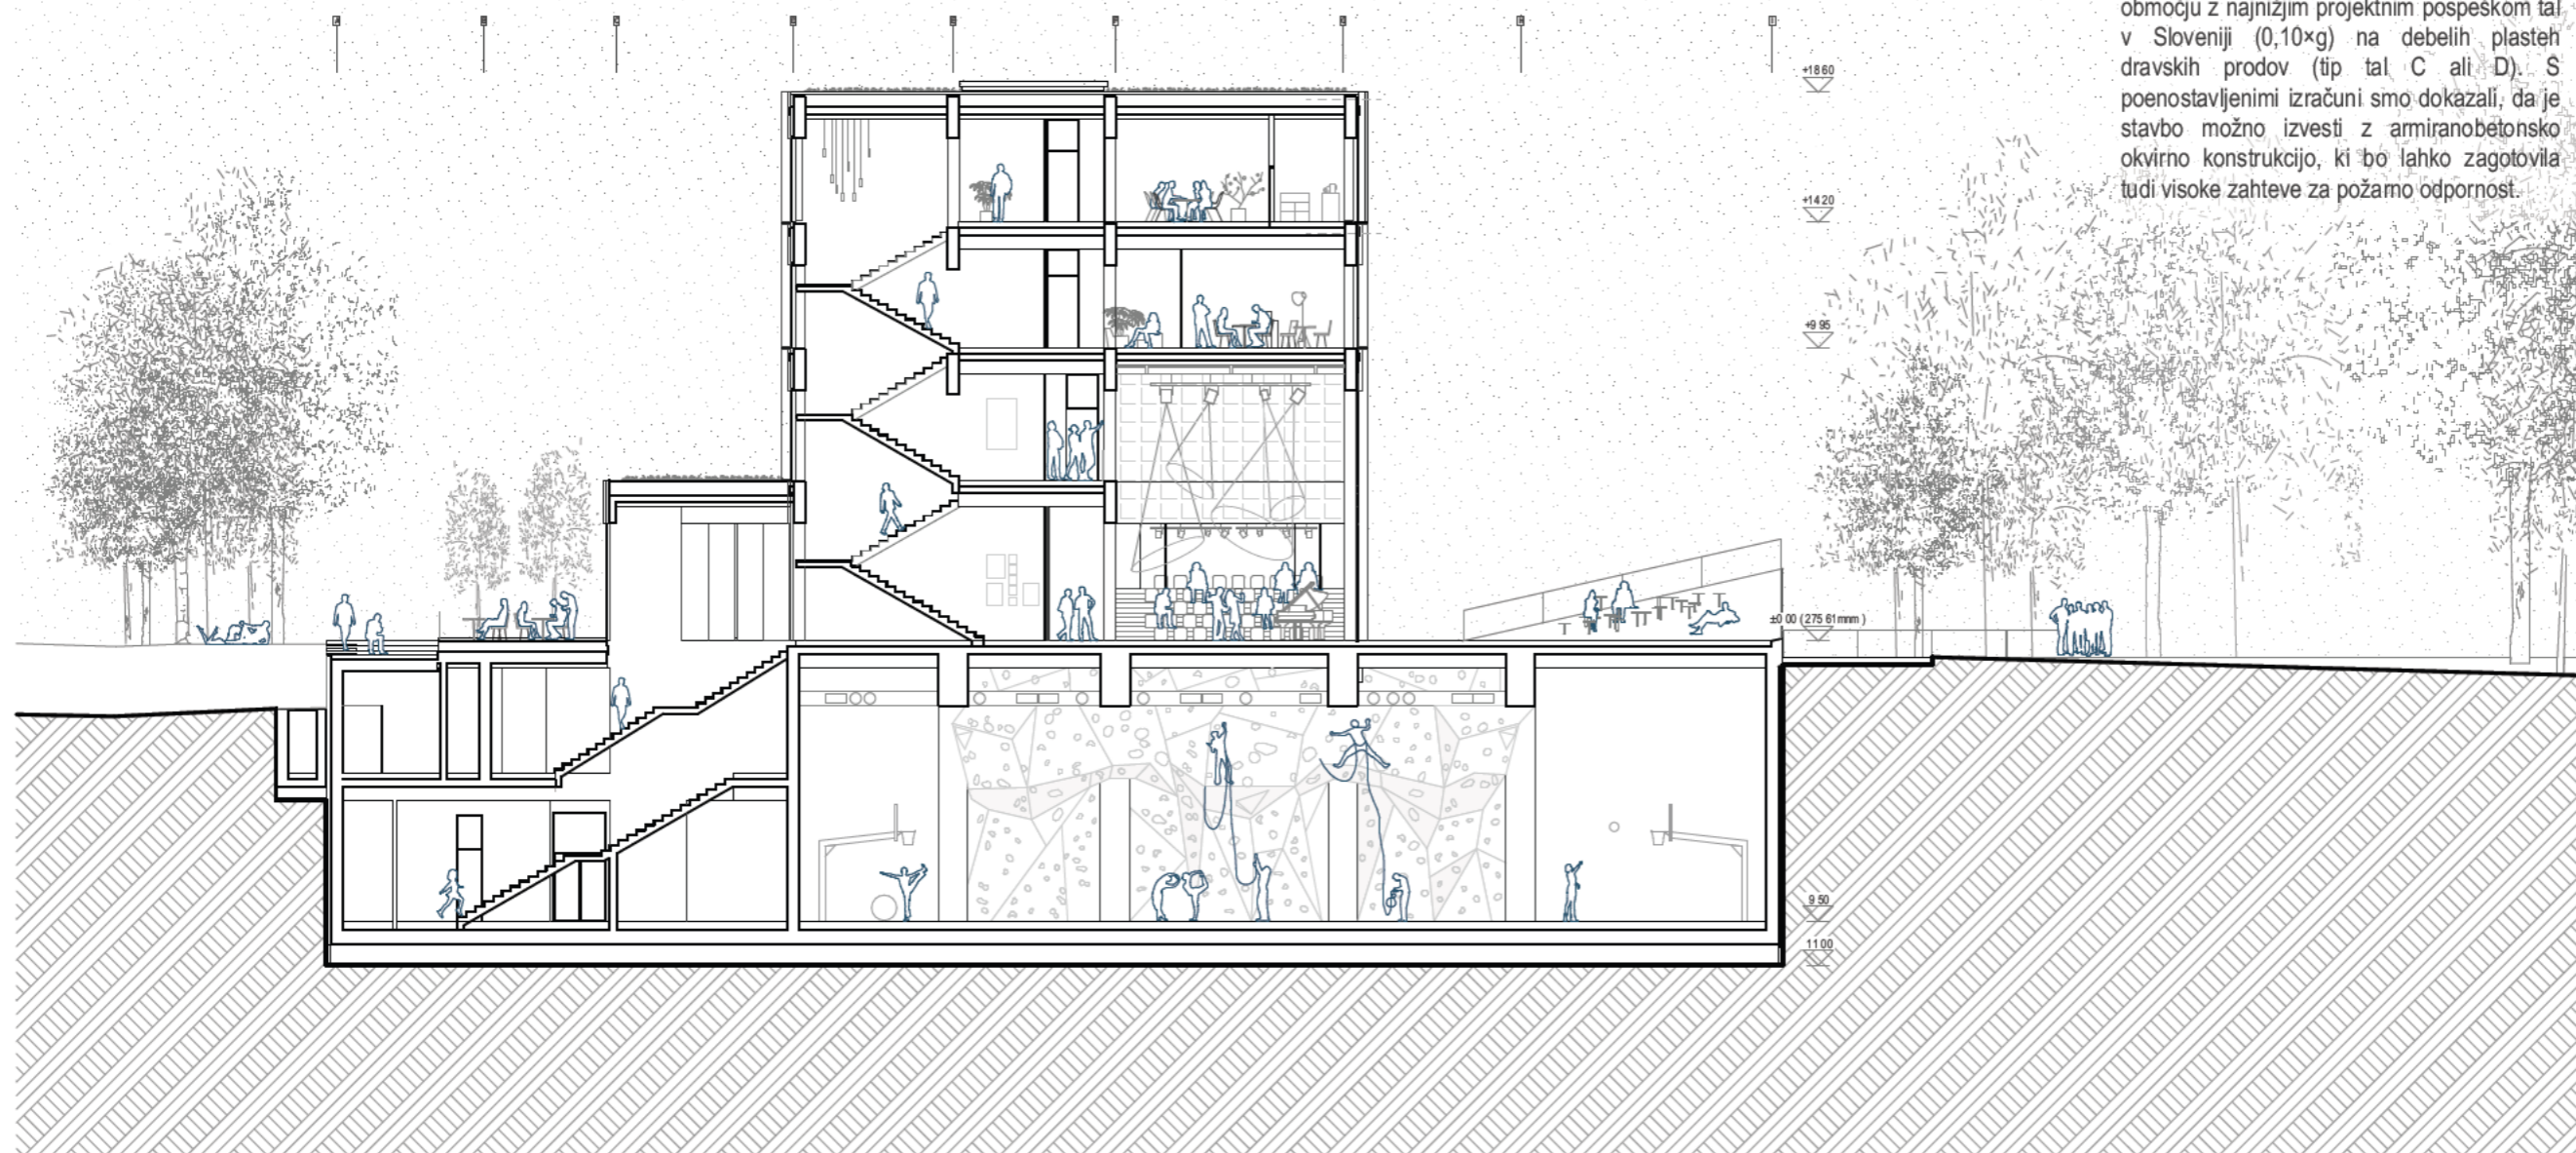 območju z najnižjim projektnim pospeškom tal
v Sloveniji (0,10×g) na debelih plasteh
dravskih prodov (tip tal C ali D). S
poenostavljenimi izračuni smo dokazali, da je
stavbo možno izvesti z armiranobetonsko
okvirno konstrukcijo, ki bo lahko zagotovila
tudi visoke zahteve za požarno odpornost.
+18 60
+14 20
+9 95
±0 00 (275 61mnm)
9 50
11 00